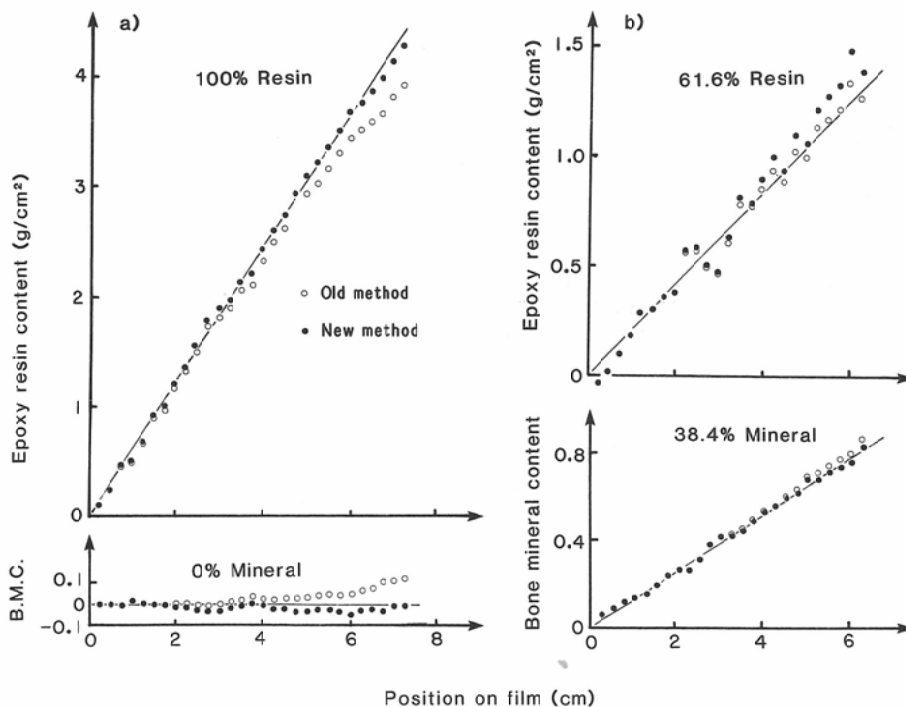 a)
100% Resin
Epoxy resin content (g/cm²)
4
3
2
1
0
○ Old method
● New method
0% Mineral
B.M.C.
0.1
0
-0.1
0 2 4 6 8
b)
61.6% Resin
Epoxy resin content (g/cm²)
1.5
1.0
0.5
0
38.4% Mineral
Bone mineral content
0.8
0.4
0
0 2 4 6
Position on film (cm)